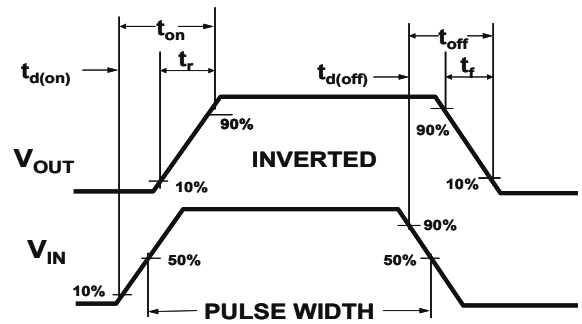 t_on t_off
t_r t_f
t_d(on) t_d(off)
90% 90%
V_OUT INVERTED
10% 10%
90%
V_IN 50% 50%
10%
PULSE WIDTH